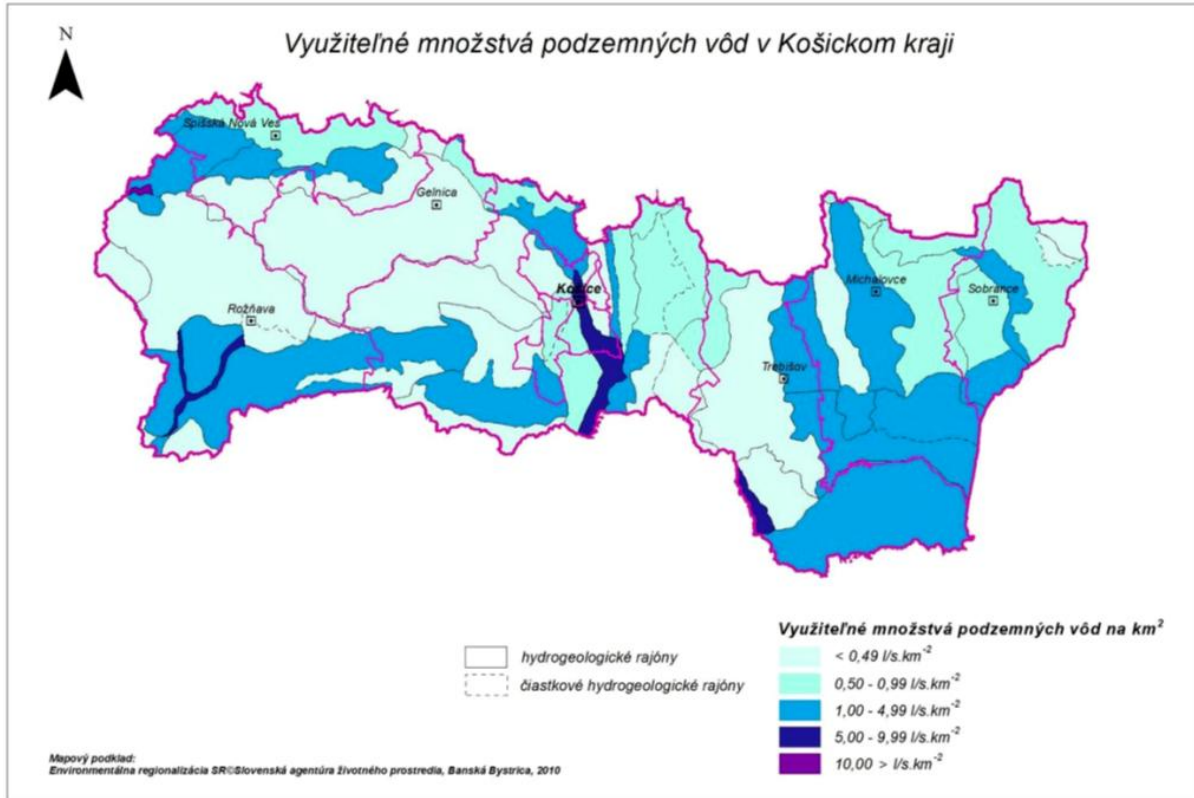 N
Využiteľné množstvá podzemných vôd v Košickom kraji
Spišská Nová Ves
Gelnica
Košice
Rožňava
Michalovce
Sobrance
Trebišov
Využiteľné množstvá podzemných vôd na km²
hydrogeologické rajóny
čiastkové hydrogeologické rajóny
< 0,49 l/s.km⁻²
0,50 - 0,99 l/s.km⁻²
1,00 - 4,99 l/s.km⁻²
5,00 - 9,99 l/s.km⁻²
10,00 > l/s.km⁻²
Mapový podklad:
Environmentálna regionalizácia SR©Slovenská agentúra životného prostredia, Banská Bystrica, 2010